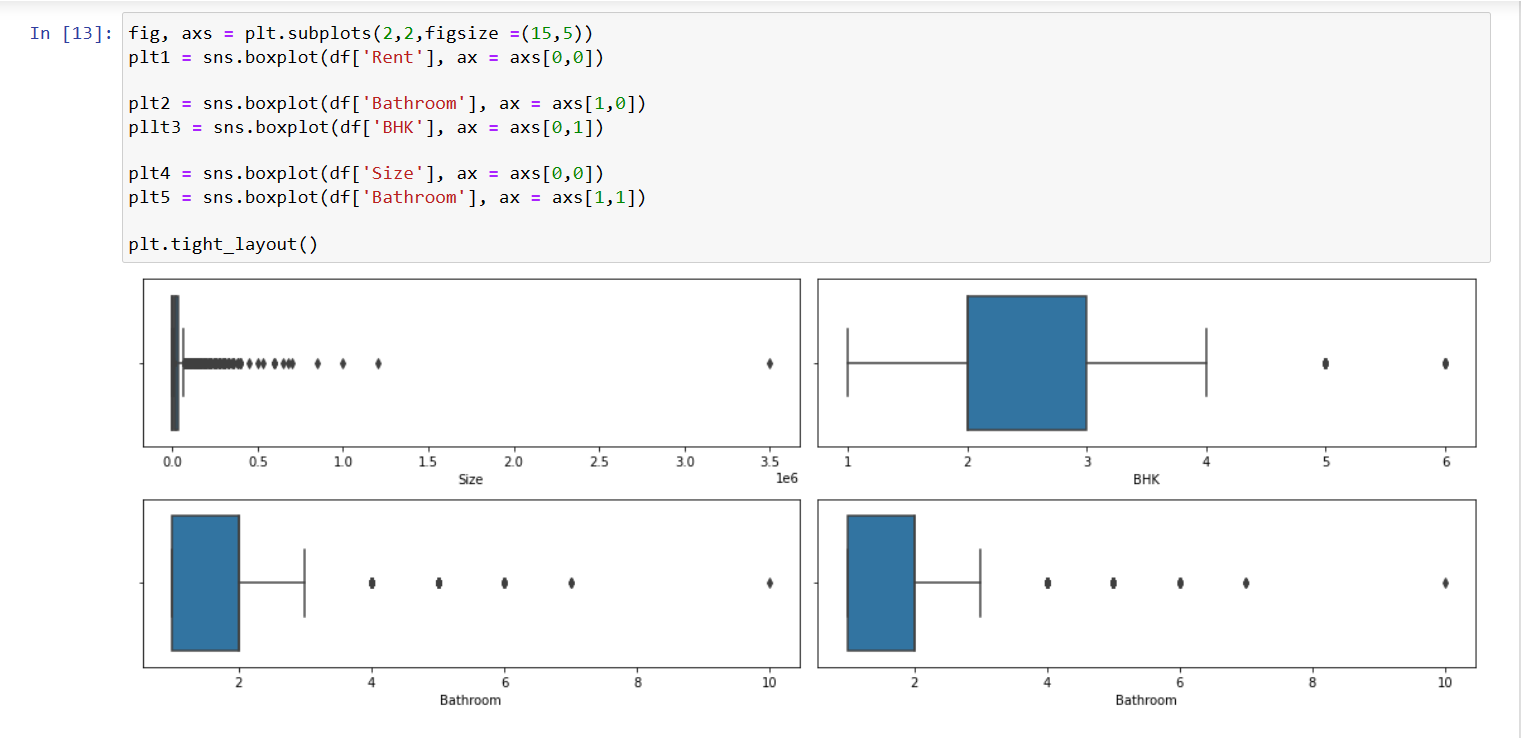 In [13]: fig, axs = plt.subplots(2,2,figsize =(15,5))
plt1 = sns.boxplot(df['Rent'], ax = axs[0,0])
plt2 = sns.boxplot(df['Bathroom'], ax = axs[1,0])
pllt3 = sns.boxplot(df['BHK'], ax = axs[0,1])
plt4 = sns.boxplot(df['Size'], ax = axs[0,0])
plt5 = sns.boxplot(df['Bathroom'], ax = axs[1,1])
plt.tight_layout()
0.0 0.5 1.0 1.5 2.0 2.5 3.0 3.5
Size 1e6
1 2 3 4 5 6
BHK
2 4 6 8 10
Bathroom
2 4 6 8 10
Bathroom